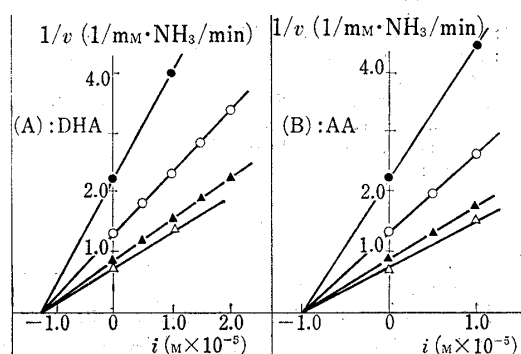 1/v (1/mM·NH₃/min)
4.0
(A):DHA
2.0
1.0
−1.0 0 1.0 2.0
i (M×10⁻⁵)
1/v (1/mM·NH₃/min)
4.0
(B):AA
2.0
1.0
−1.0 0 1.0
i (M×10⁻⁵)